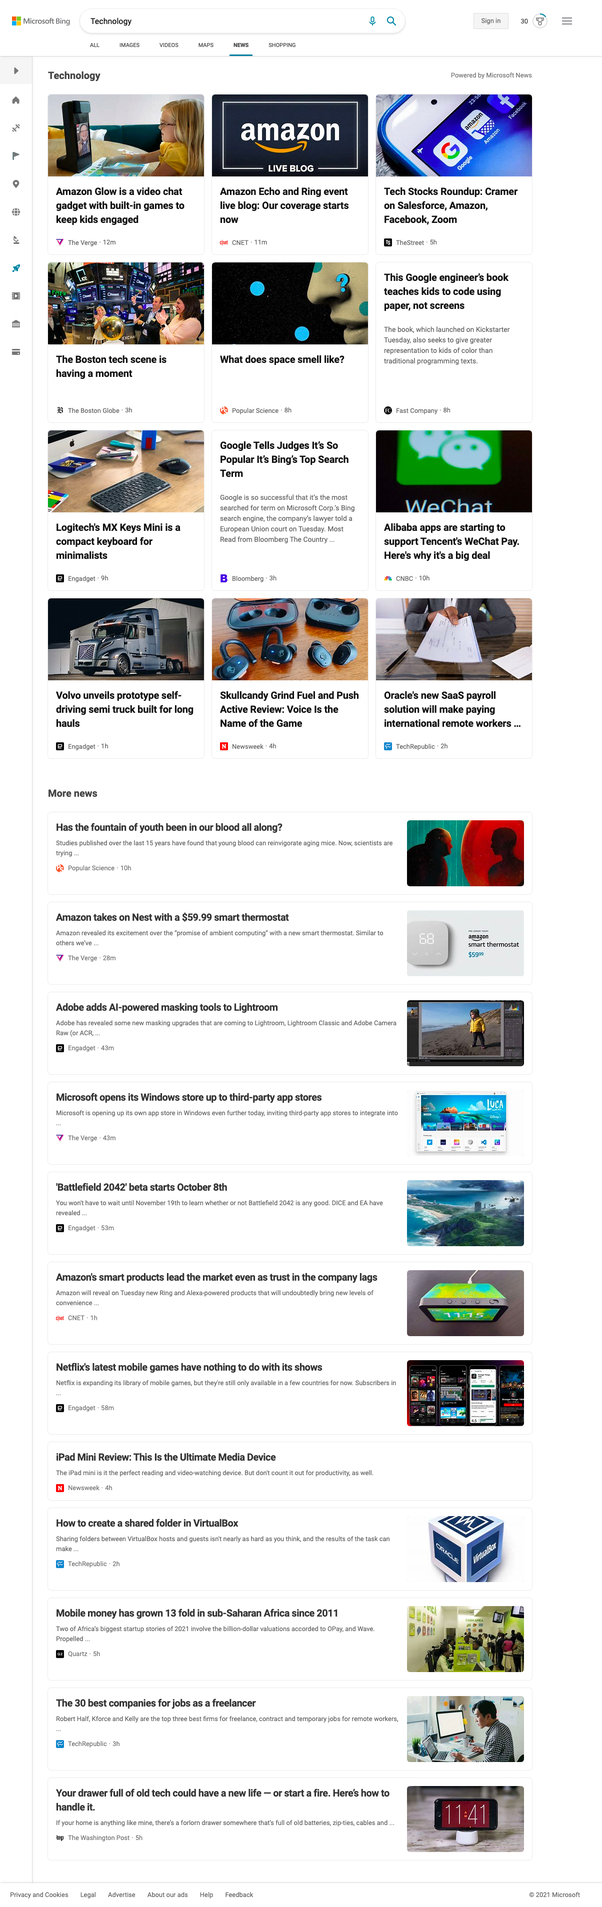 Microsoft Bing
Technology
Sign in
30
ALL IMAGES VIDEOS MAPS NEWS SHOPPING
Technology
Powered by Microsoft News
Amazon Glow is a video chat
gadget with built-in games to
keep kids engaged
The Verge · 12m
amazon
LIVE BLOG
Amazon Echo and Ring event
live blog: Our coverage starts
now
CNET · 11m
Google
amazon
Amazon
Facebook
Tech Stocks Roundup: Cramer
on Salesforce, Amazon,
Facebook, Zoom
TheStreet · 5h
The Boston tech scene is
having a moment
The Boston Globe · 3h
?
What does space smell like?
Popular Science · 8h
This Google engineer's book
teaches kids to code using
paper, not screens
The book, which launched on Kickstarter
Tuesday, also seeks to give greater
representation to kids of color than
traditional programming texts.
Fast Company · 8h
Logitech's MX Keys Mini is a
compact keyboard for
minimalists
Engadget · 9h
Google Tells Judges It's So
Popular It's Bing's Top Search
Term
Google is so successful that it's the most
searched for term on Microsoft Corp.'s Bing
search engine, the company's lawyer told a
European Union court on Tuesday. Most
Read from Bloomberg The Country ...
Bloomberg · 3h
WeChat
Alibaba apps are starting to
support Tencent's WeChat Pay.
Here's why it's a big deal
CNBC · 10h
Volvo unveils prototype self-
driving semi truck built for long
hauls
Engadget · 1h
Skullcandy Grind Fuel and Push
Active Review: Voice Is the
Name of the Game
Newsweek · 4h
Oracle's new SaaS payroll
solution will make paying
international remote workers ...
TechRepublic · 2h
More news
Has the fountain of youth been in our blood all along?
Studies published over the last 15 years have found that young blood can reinvigorate aging mice. Now, scientists are
trying ...
Popular Science · 10h
Amazon takes on Nest with a $59.99 smart thermostat
Amazon revealed its excitement over the "promise of ambient computing" with a new smart thermostat. Similar to
others we've ...
The Verge · 28m
68
amazon
smart thermostat
$59⁹⁹
Adobe adds AI-powered masking tools to Lightroom
Adobe has revealed some new masking upgrades that are coming to Lightroom, Lightroom Classic and Adobe Camera
Raw (or ACR, ...
Engadget · 43m
Microsoft opens its Windows store up to third-party app stores
Microsoft is opening up its own app store in Windows even further today, inviting third-party app stores to integrate into
...
The Verge · 43m
LUCA
Disney+
'Battlefield 2042' beta starts October 8th
You won't have to wait until November 19th to learn whether or not Battlefield 2042 is any good. DICE and EA have
revealed ...
Engadget · 53m
Amazon's smart products lead the market even as trust in the company lags
Amazon will reveal on Tuesday new Ring and Alexa-powered products that will undoubtedly bring new levels of
convenience ...
CNET · 1h
11:15
Netflix's latest mobile games have nothing to do with its shows
Netflix is expanding its library of mobile games, but they're still only available in a few countries for now. Subscribers in
...
Engadget · 58m
iPad Mini Review: This Is the Ultimate Media Device
The iPad mini is it the perfect reading and video-watching device. But don't count it out for productivity, as well.
Newsweek · 4h
How to create a shared folder in VirtualBox
Sharing folders between VirtualBox hosts and guests isn't nearly as hard as you think, and the results of the task can
make ...
TechRepublic · 2h
ORACLE
VirtualBox
Mobile money has grown 13 fold in sub-Saharan Africa since 2011
Two of Africa's biggest startup stories of 2021 involve the billion-dollar valuations accorded to OPay, and Wave.
Propelled ...
Quartz · 5h
The 30 best companies for jobs as a freelancer
Robert Half, Kforce and Kelly are the top three best firms for freelance, contract and temporary jobs for remote workers,
...
TechRepublic · 3h
Your drawer full of old tech could have a new life — or start a fire. Here's how to
handle it.
If your home is anything like mine, there's a forlorn drawer somewhere that's full of old batteries, zip-ties, cables and ...
The Washington Post · 5h
11:41
Privacy and Cookies Legal Advertise About our ads Help Feedback
© 2021 Microsoft